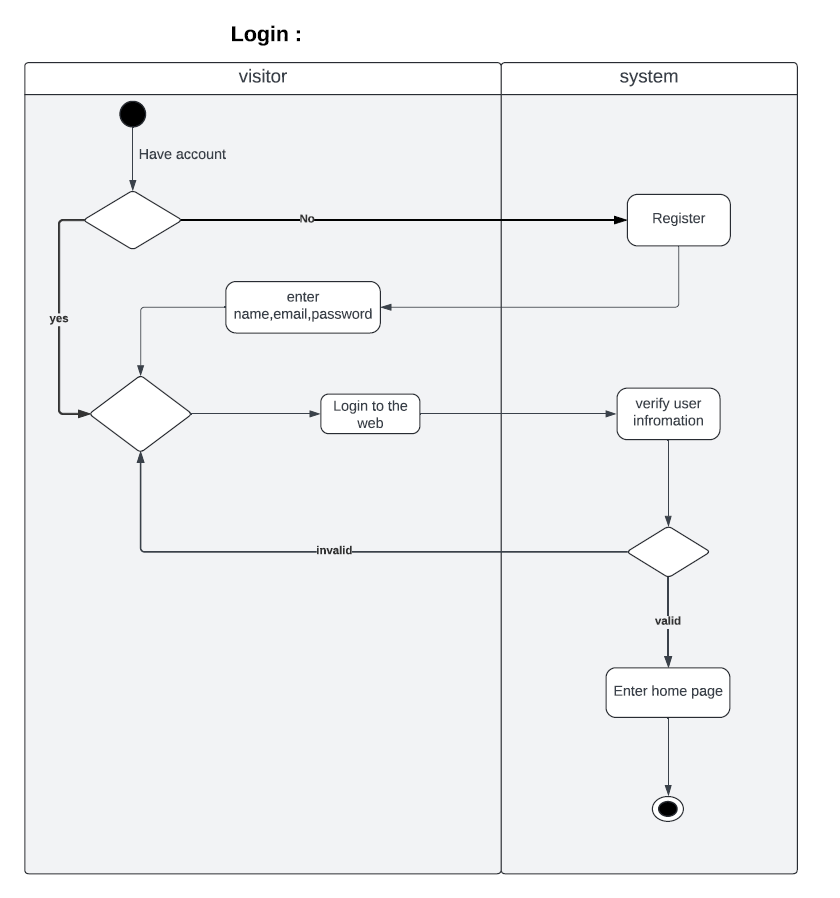 Login :
visitor
system
Have account
No
Register
enter
name,email,password
yes
Login to the
web
verify user
infromation
invalid
valid
Enter home page